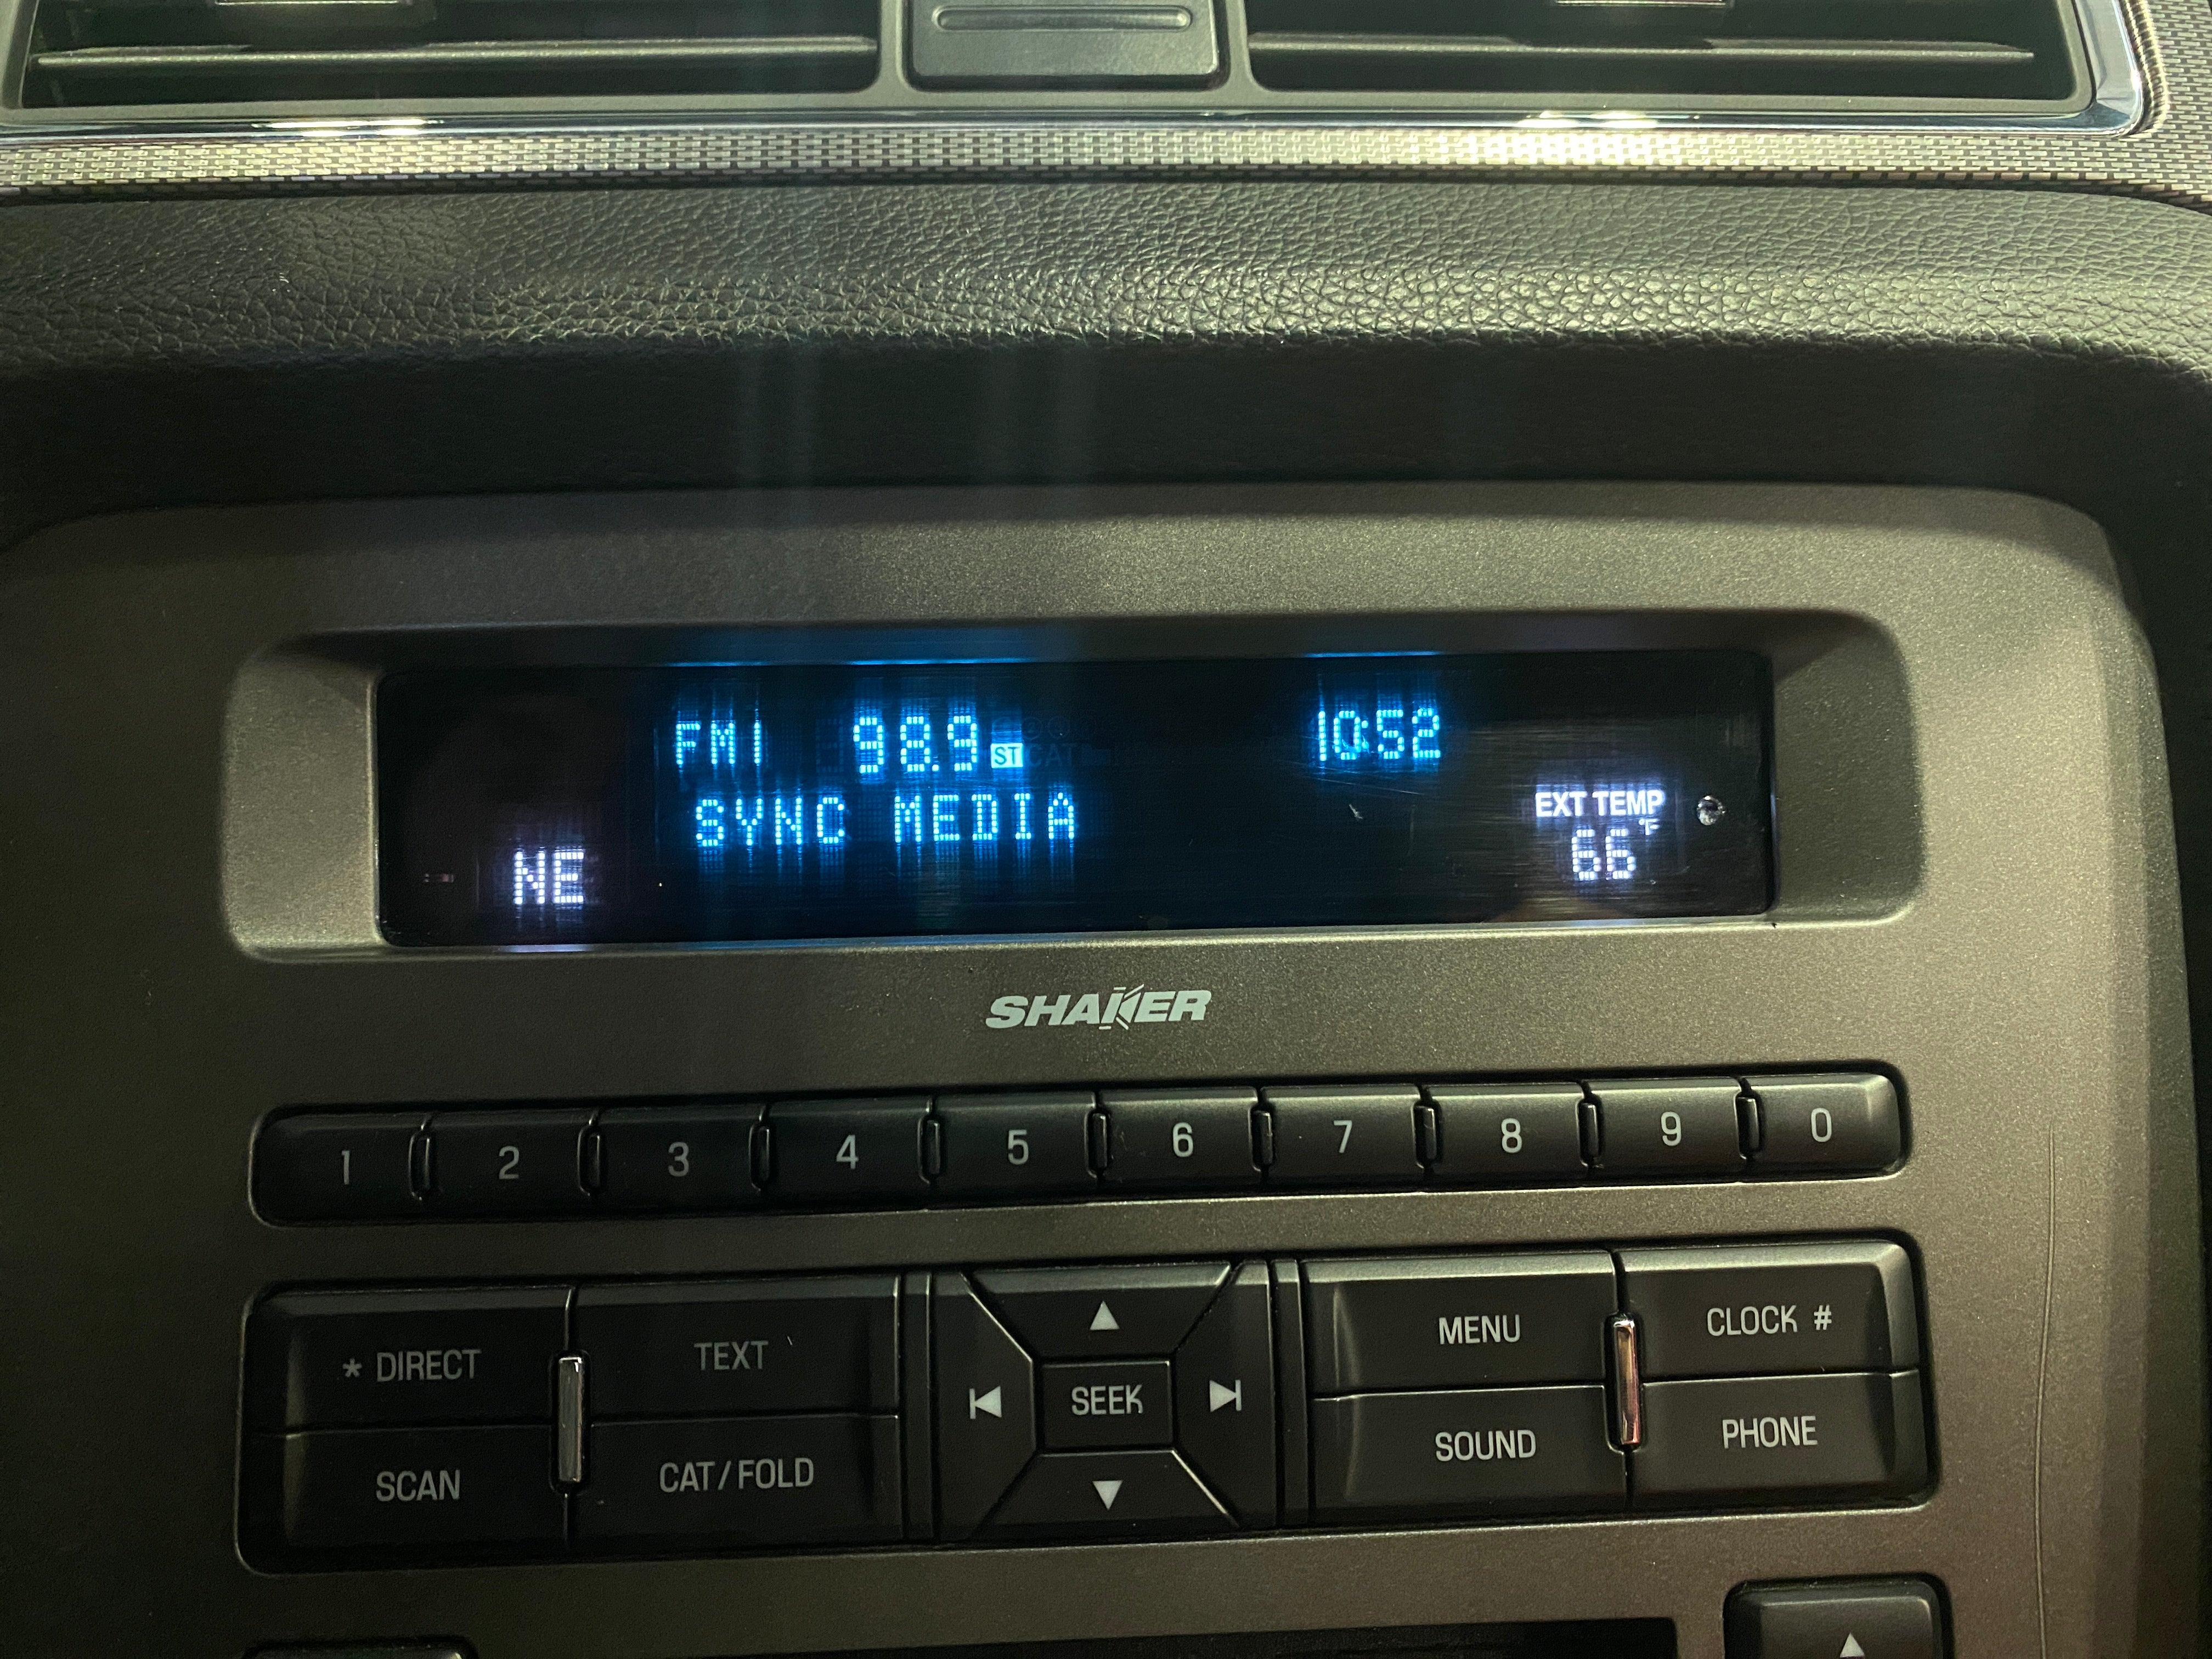 FM1 98.9 ST 10:52
SYNC MEDIA
EXT TEMP
°F
66
NE
SHAKER
1 2 3 4 5 6 7 8 9 0
* DIRECT TEXT MENU CLOCK #
SEEK
SCAN CAT/FOLD SOUND PHONE